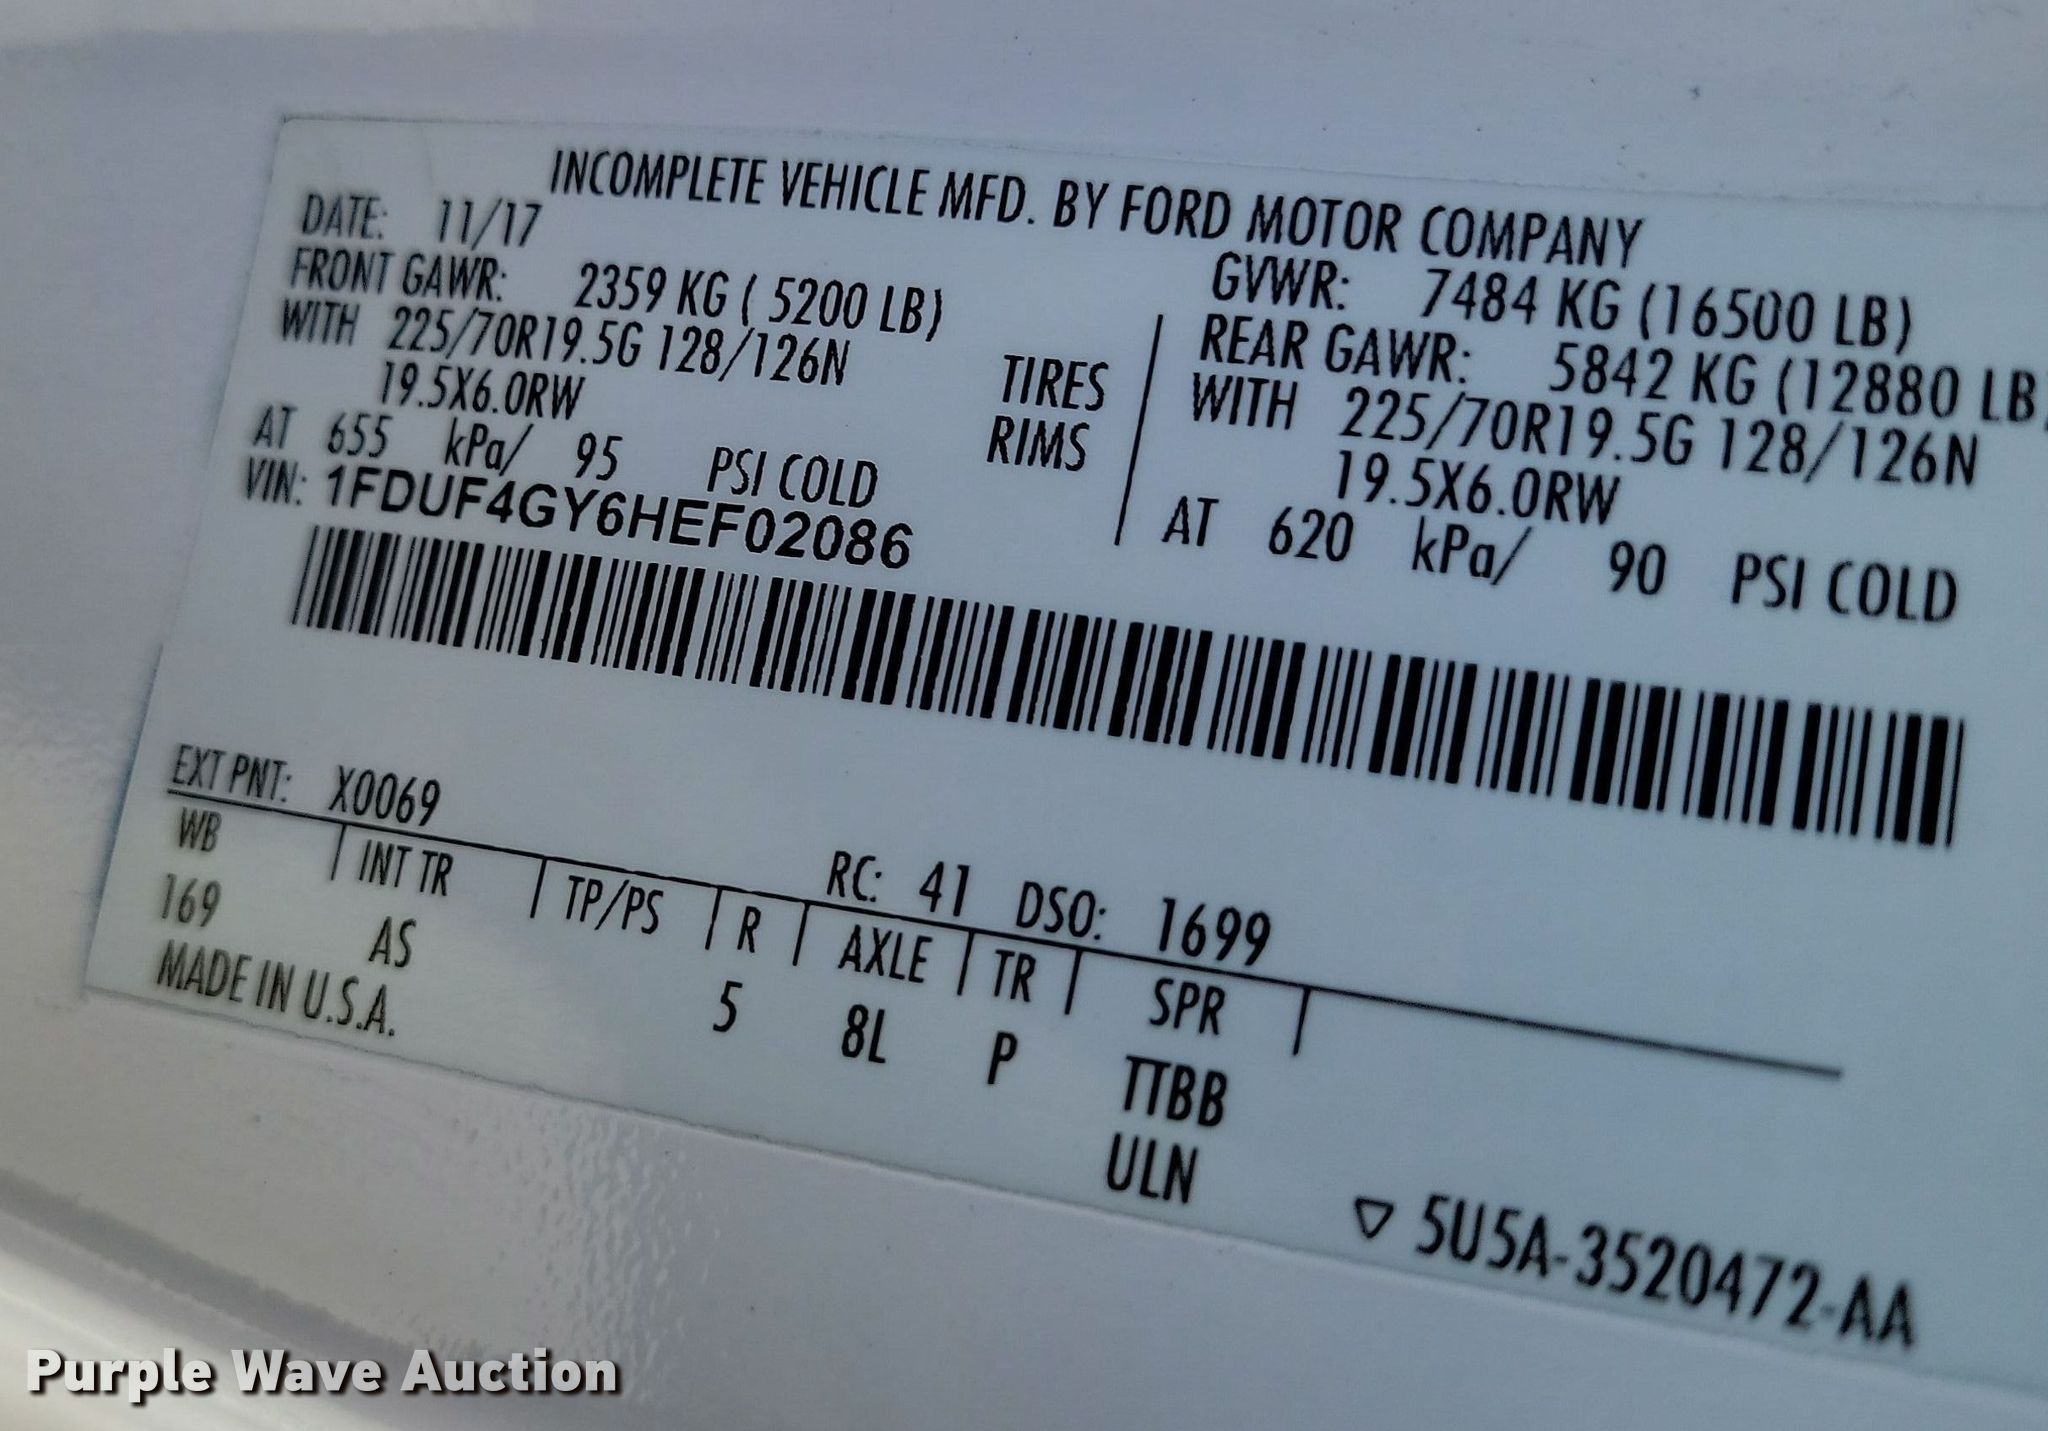 INCOMPLETE VEHICLE MFD. BY FORD MOTOR COMPANY
DATE: 11/17
GVWR: 7484 KG (16500 LB)
FRONT GAWR: 2359 KG ( 5200 LB)
REAR GAWR: 5842 KG (12880 LB)
WITH 225/70R19.5G 128/126N
TIRES
WITH 225/70R19.5G 128/126N
19.5X6.0RW
RIMS
19.5X6.0RW
AT 655 kPa/ 95 PSI COLD
AT 620 kPa/ 90 PSI COLD
VIN: 1FDUF4GY6HEF02086
EXT PNT: X0069
RC: 41 DSO: 1699
WB INT TR TP/PS R AXLE TR SPR
169 AS 5 8L P TTBB
MADE IN U.S.A.
ULN
▽ 5U5A-3520472-AA
Purple Wave Auction